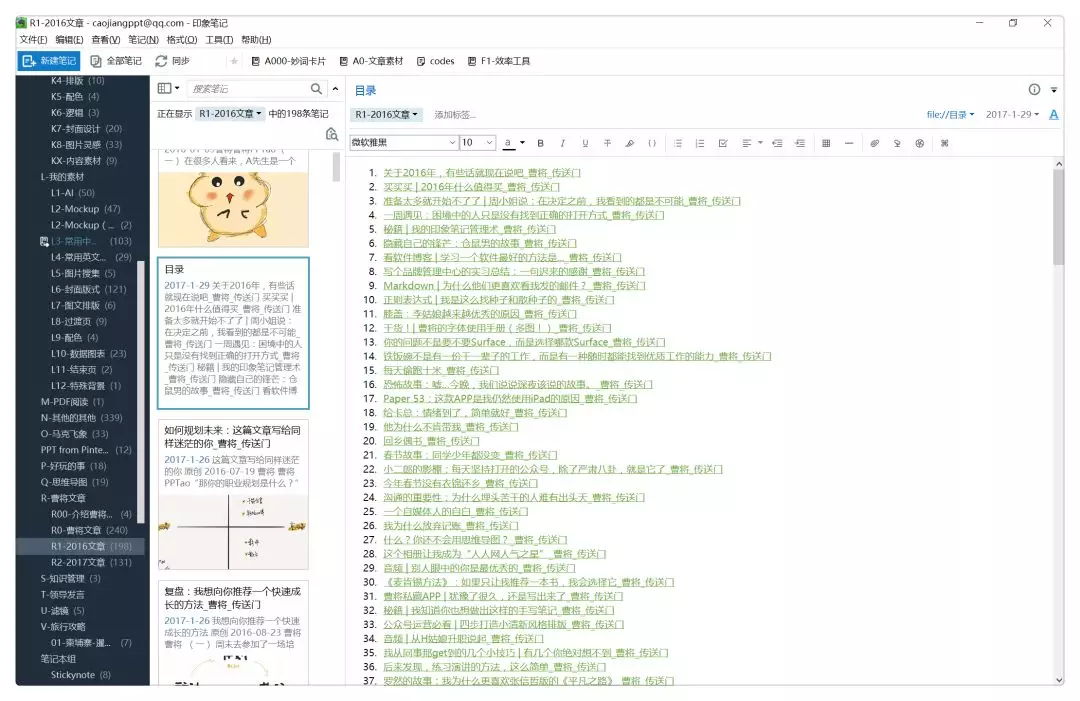 R1-2016文章 - caojiangppt@qq.com - 印象笔记
文件(F) 编辑(E) 查看(V) 笔记(N) 格式(O) 工具(T) 帮助(H)
新建笔记 全部笔记 同步 A000-妙词卡片 A0-文章素材 codes F1-效率工具
K4-排版 (10)
K5-配色 (4)
K6-逻辑 (3)
K7-封面设计 (20)
K8-图片灵感 (33)
KX-内容素材 (9)
L-我的素材
L1-AI (50)
L2-Mockup (47)
L2-Mockup ( ... (2)
L3-常用中... (103)
L4-常用英文... (29)
L5-图片搜集 (5)
L6-封面版式 (121)
L7-图文排版 (6)
L8-过渡页 (9)
L9-配色 (4)
L10-数据图表 (23)
L11-结束页 (2)
L12-特殊背景 (1)
M-PDF阅读 (1)
N-其他的其他 (339)
O-马克飞象 (33)
PPT from Pinte... (12)
P-好玩的事 (18)
Q-思维导图 (19)
R-曹将文章
R00-介绍曹将... (4)
R0-曹将文章 (240)
R1-2016文章 (198)
R2-2017文章 (131)
S-知识管理 (3)
T-领导发言
U-滤镜 (5)
V-旅行攻略
01-柬埔寨-暹... (7)
笔记本组
Stickynote (8)
搜索笔记
正在显示 R1-2016文章 中的198条笔记
一 ）在很多人看来，A先生是一个
目录
2017-1-29 关于2016年，有些话
就现在说吧_曹将_传送门 买买买 |
2016年什么值得买_曹将_传送门 准
备太多就开始不了了 | 周小姐说：
在决定之前，我看到的都是不可能_
曹将_传送门 一周遇见：困境中的人
只是没有找到正确的打开方式_曹将
_传送门 秘籍 | 我的印象笔记管理术
_曹将_传送门 隐藏自己的锋芒：仓
鼠男的故事_曹将_传送门 看软件博
如何规划未来：这篇文章写给同
样迷茫的你_曹将_传送门
2017-1-26 这篇文章写给同样迷茫
的你 原创 2016-07-19 曹将 曹将
PPTao “那你的职业规划是什么？”
复盘：我想向你推荐一个快速成
长的方法_曹将_传送门
2017-1-26 我想向你推荐一个快速
成长的方法 原创 2016-08-23 曹将
曹将 （一 ）周末去参加了一场培
目录
R1-2016文章 添加标签... file://目录 2017-1-29
微软雅黑 10
1. 关于2016年，有些话就现在说吧_曹将_传送门
2. 买买买 | 2016年什么值得买_曹将_传送门
3. 准备太多就开始不了了 | 周小姐说：在决定之前，我看到的都是不可能_曹将_传送门
4. 一周遇见：困境中的人只是没有找到正确的打开方式_曹将_传送门
5. 秘籍 | 我的印象笔记管理术_曹将_传送门
6. 隐藏自己的锋芒：仓鼠男的故事_曹将_传送门
7. 看软件博客 | 学习一个软件最好的方法是..._曹将_传送门
8. 写个品牌管理中心的实习总结：一句迟来的感谢_曹将_传送门
9. Markdown | 为什么他们更喜欢看我发的邮件？_曹将_传送门
10. 正则表达式 | 我是这么找种子和散种子的_曹将_传送门
11. 膝盖：李姑娘越来越优秀的原因_曹将_传送门
12. 干货！| 曹将的字体使用手册（多图！）_曹将_传送门
13. 你的问题不是要不要Surface，而是选择哪款Surface_曹将_传送门
14. 铁饭碗不是有一份干一辈子的工作，而是有一种随时都能找到优质工作的能力_曹将_传送门
15. 每天偷跑十米_曹将_传送门
16. 恐怖故事：嘘...今晚，我们说说深夜该说的故事。_曹将_传送门
17. Paper 53：这款APP是我仍然使用iPad的原因_曹将_传送门
18. 给卡总：情绪到了，简单就好_曹将_传送门
19. 他为什么不肯带我_曹将_传送门
20. 回乡偶书_曹将_传送门
21. 春节故事：同学少年都没变_曹将_传送门
22. 小二郎的影棚：每天坚持打开的公众号，除了严肃八卦，就是它了_曹将_传送门
23. 今年春节没有衣锦还乡_曹将_传送门
24. 沟通的重要性：为什么埋头苦干的人难有出头天_曹将_传送门
25. 一个自媒体人的自白_曹将_传送门
26. 我为什么放弃记账_曹将_传送门
27. 什么？你还不会用思维导图？_曹将_传送门
28. 这个相册让我成为“人人网人气之星”_曹将_传送门
29. 音频 | 别人眼中的你是最优秀的_曹将_传送门
30. 《麦肯锡方法》：如果只让我推荐一本书，我会选择它_曹将_传送门
31. 曹将私藏APP | 犹豫了很久，还是写出来了_曹将_传送门
32. 秘籍 | 我知道你也想做出这样的手写笔记_曹将_传送门
33. 公众号运营必看 | 四步打造小清新风格排版_曹将_传送门
34. 音频 | 从H姑娘升职说起_曹将_传送门
35. 我从同事那get到的几个小技巧 | 有几个你绝对想不到_曹将_传送门
36. 后来发现，练习演讲的方法，这么简单_曹将_传送门
37. 罗然的故事：我为什么更喜欢张信哲版的《平凡之路》_曹将_传送门